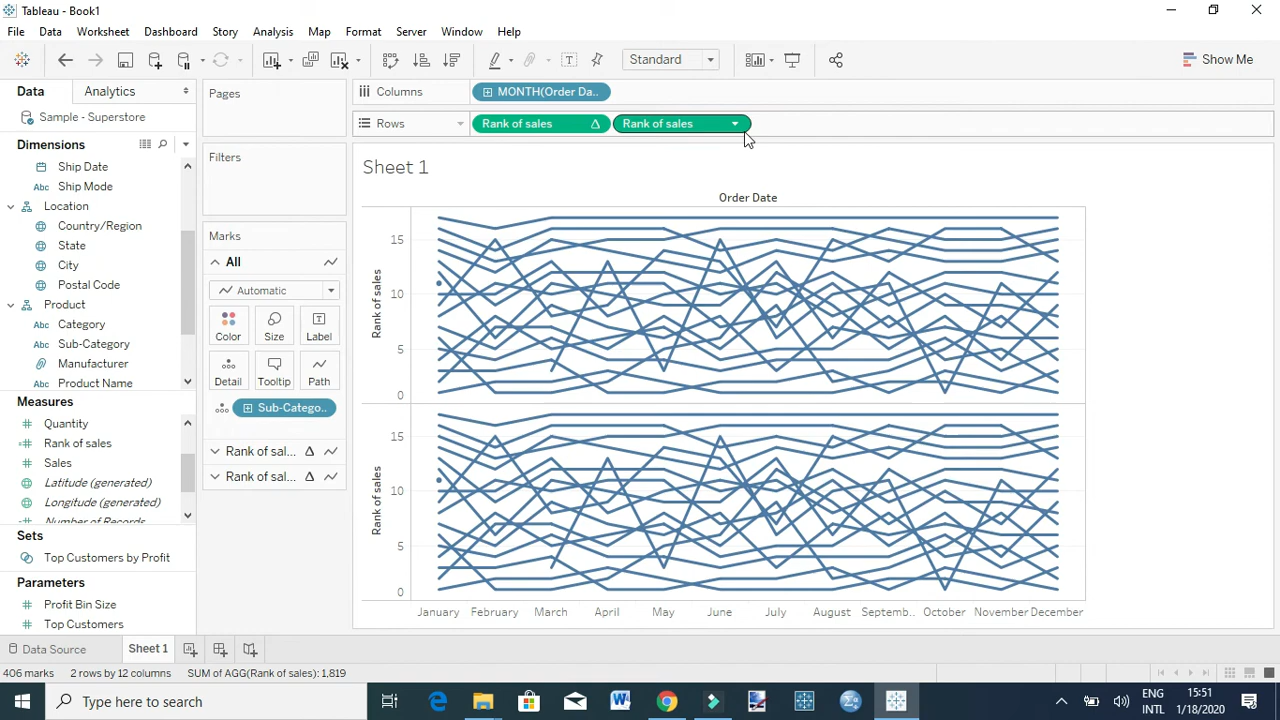 Tableau - Book1
File Data Worksheet Dashboard Story Analysis Map Format Server Window Help
Standard
Show Me
Data Analytics
Sample - Superstore
Dimensions
Ship Date
Abc Ship Mode
Location
Country/Region
State
City
Postal Code
Product
Abc Category
Abc Sub-Category
Manufacturer
Abc Product Name
Measures
Quantity
Rank of sales
Sales
Latitude (generated)
Longitude (generated)
Number of Records
Sets
Top Customers by Profit
Parameters
Profit Bin Size
Top Customers
Pages
Filters
Marks
All
Automatic
Color Size Label
Detail Tooltip Path
Sub-Catego..
Rank of sal.. Δ
Rank of sal.. Δ
Columns MONTH(Order Da..
Rows Rank of sales Δ Rank of sales
Sheet 1
Order Date
15
10
5
0
Rank of sales
15
10
5
0
Rank of sales
January February March April May June July August Septemb.. October November December
Data Source Sheet 1
406 marks 2 rows by 12 columns SUM of AGG(Rank of sales): 1,819
Type here to search
ENG
INTL
15:51
1/18/2020